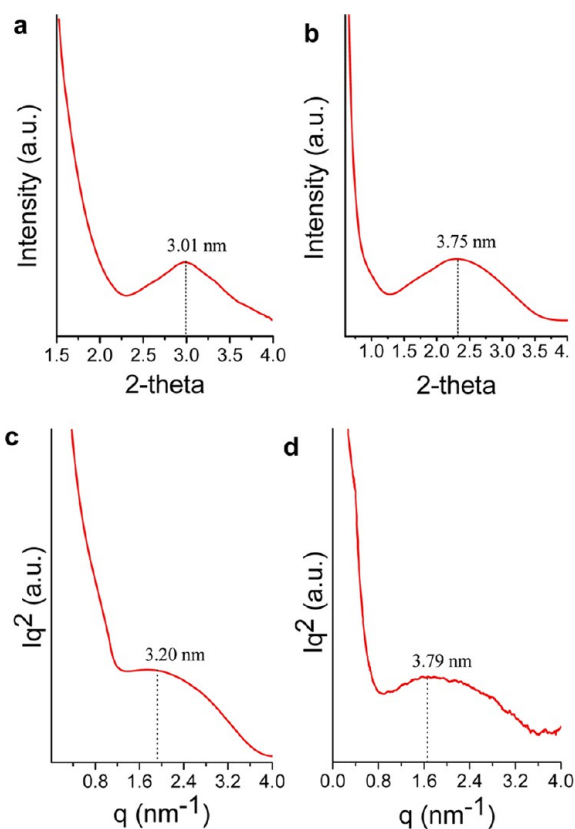 a
Intensity (a.u.)
3.01 nm
1.5 2.0 2.5 3.0 3.5 4.0
2-theta
b
Intensity (a.u.)
3.75 nm
1.0 1.5 2.0 2.5 3.0 3.5 4.
2-theta
c
Iq2 (a.u.)
3.20 nm
0.8 1.6 2.4 3.2 4.0
q (nm-1)
d
Iq2 (a.u.)
3.79 nm
0.0 0.8 1.6 2.4 3.2 4.0
q (nm-1)